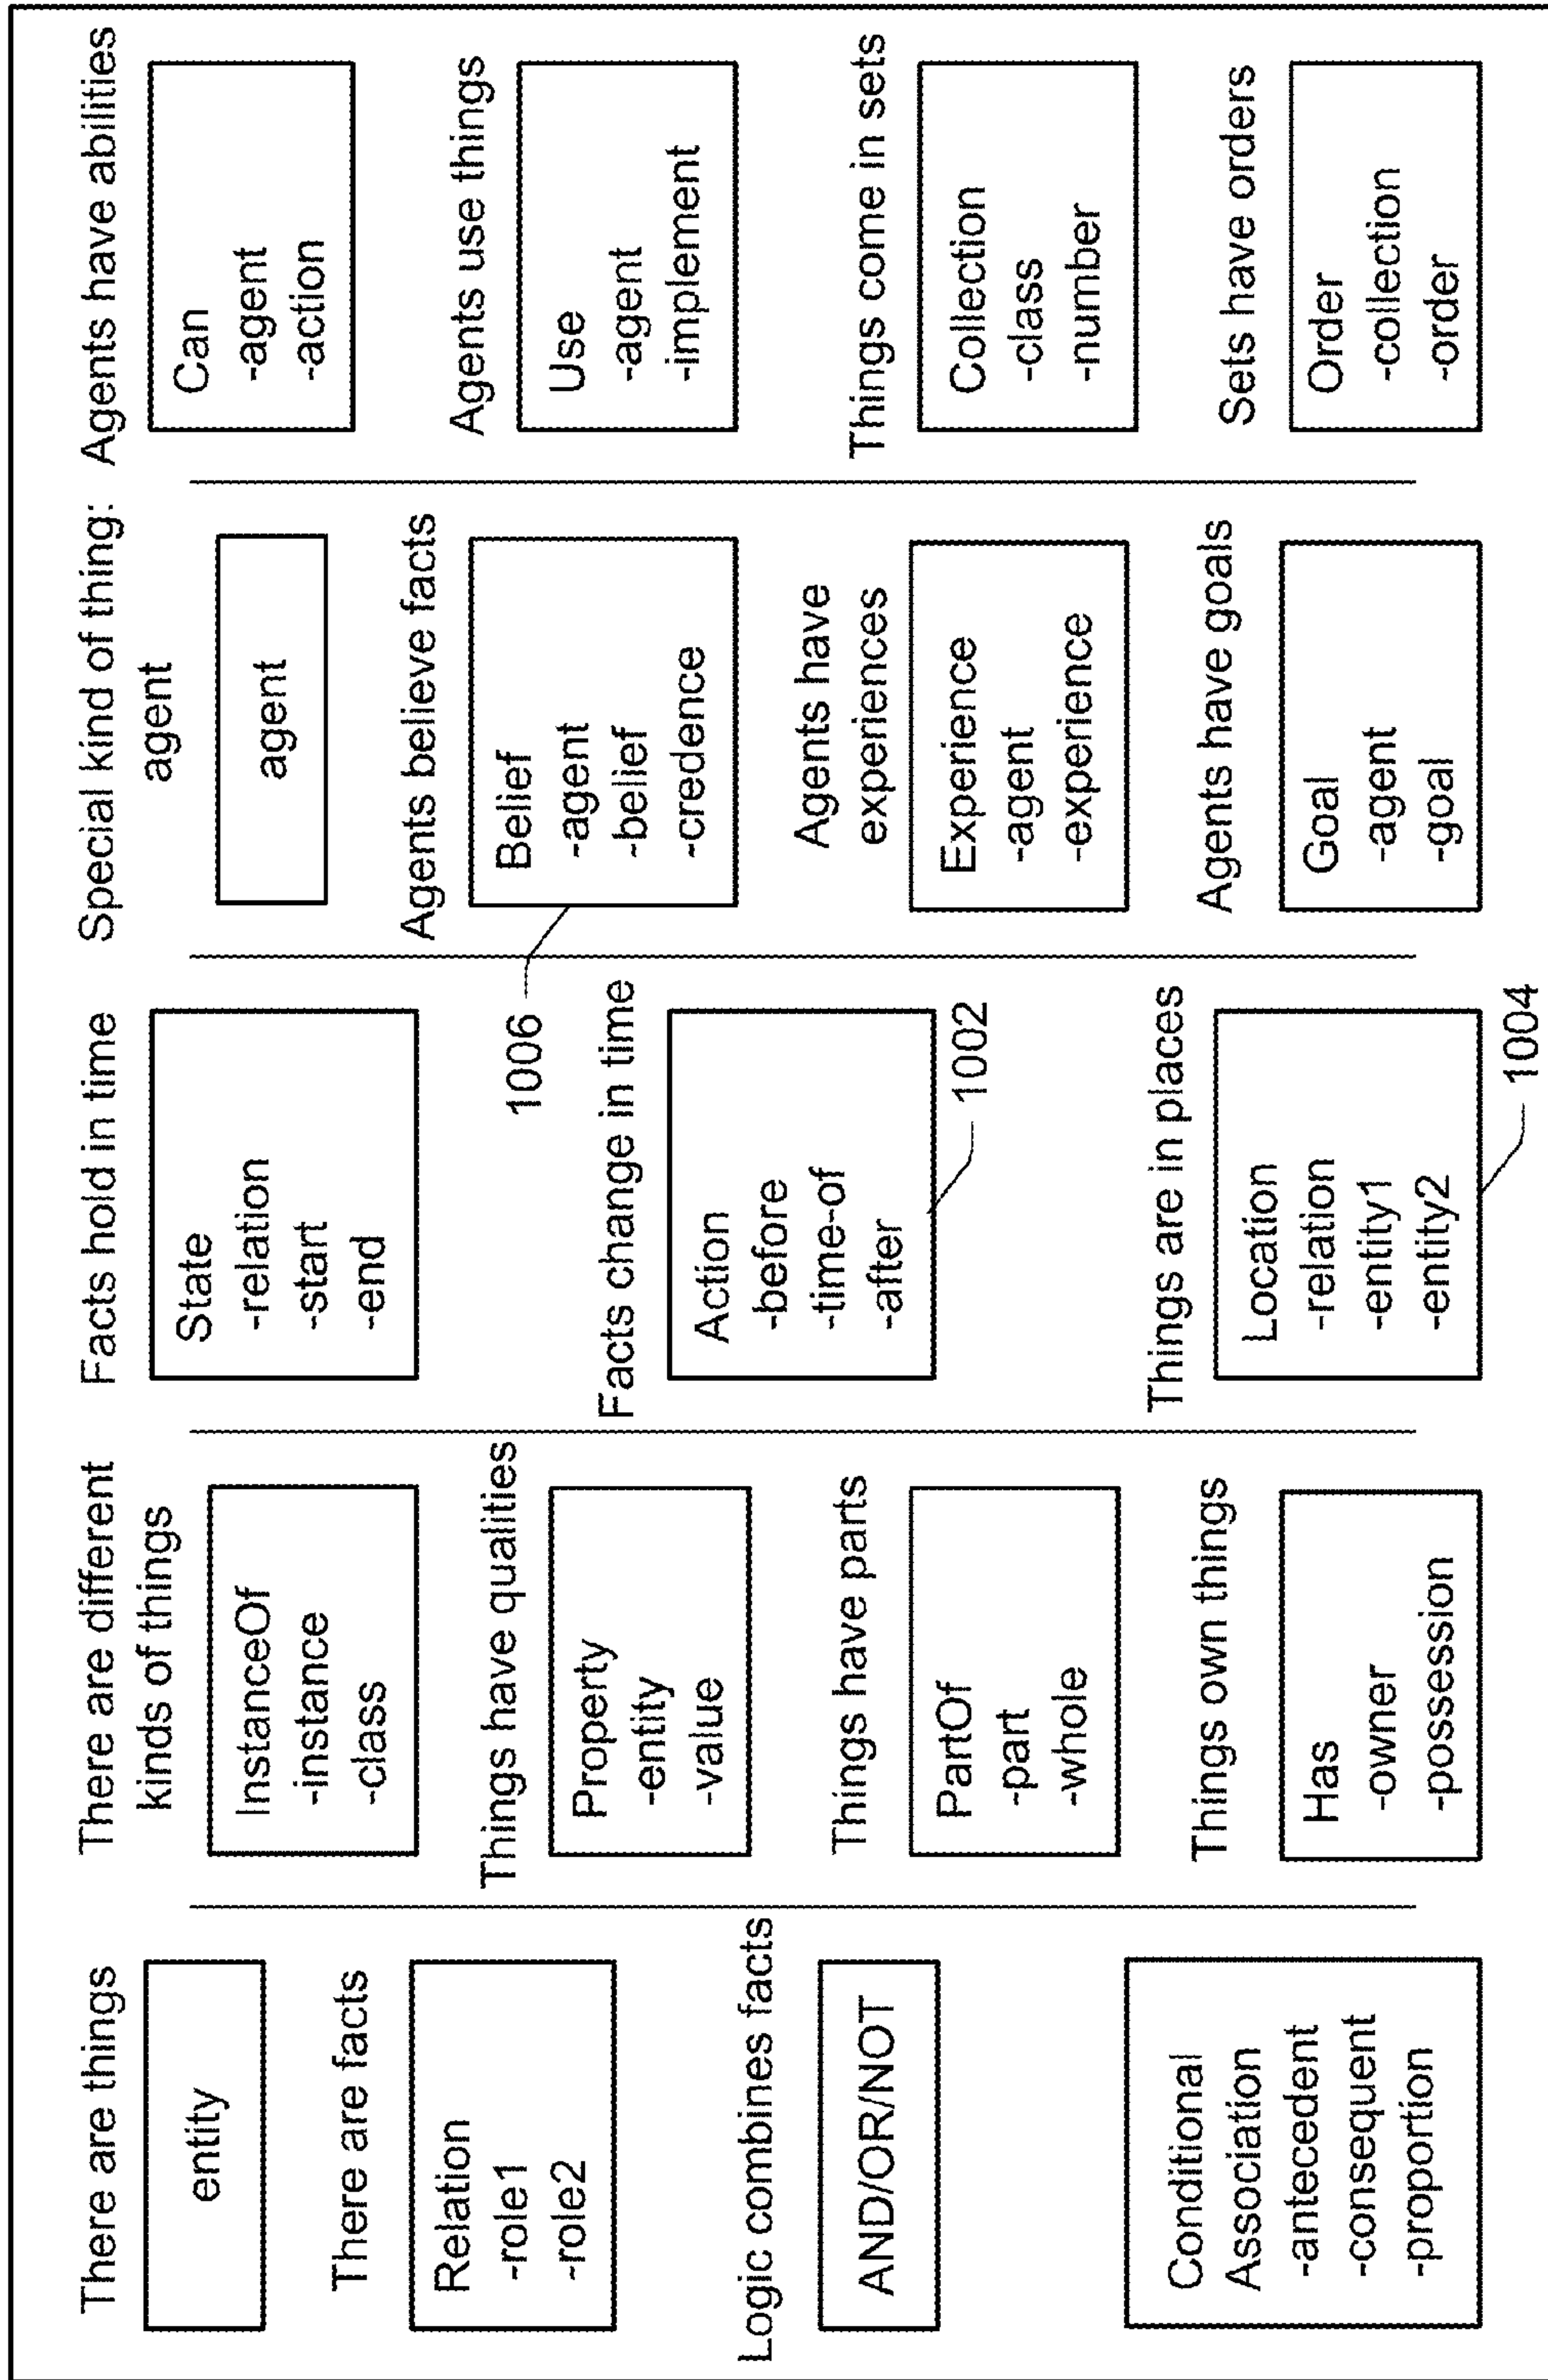 There are things
entity
There are facts
Relation
-role1
-role2
Logic combines facts
AND/OR/NOT
Conditional
Association
-antecedent
-consequent
-proportion
There are different
kinds of things
InstanceOf
-instance
-class
Things have qualities
Property
-entity
-value
Things have parts
PartOf
-part
-whole
Things own things
Has
-owner
-possession
Facts hold in time
State
-relation
-start
-end
Facts change in time
Action
-before
-time-of
-after
1002
Things are in places
Location
-relation
-entity1
-entity2
1004
Special kind of thing:
agent
agent
Agents believe facts
Belief
-agent
-belief
-credence
1006
Agents have
experiences
Experience
-agent
-experience
Agents have goals
Goal
-agent
-goal
Agents have abilities
Can
-agent
-action
Agents use things
Use
-agent
-implement
Things come in sets
Collection
-class
-number
Sets have orders
Order
-collection
-order